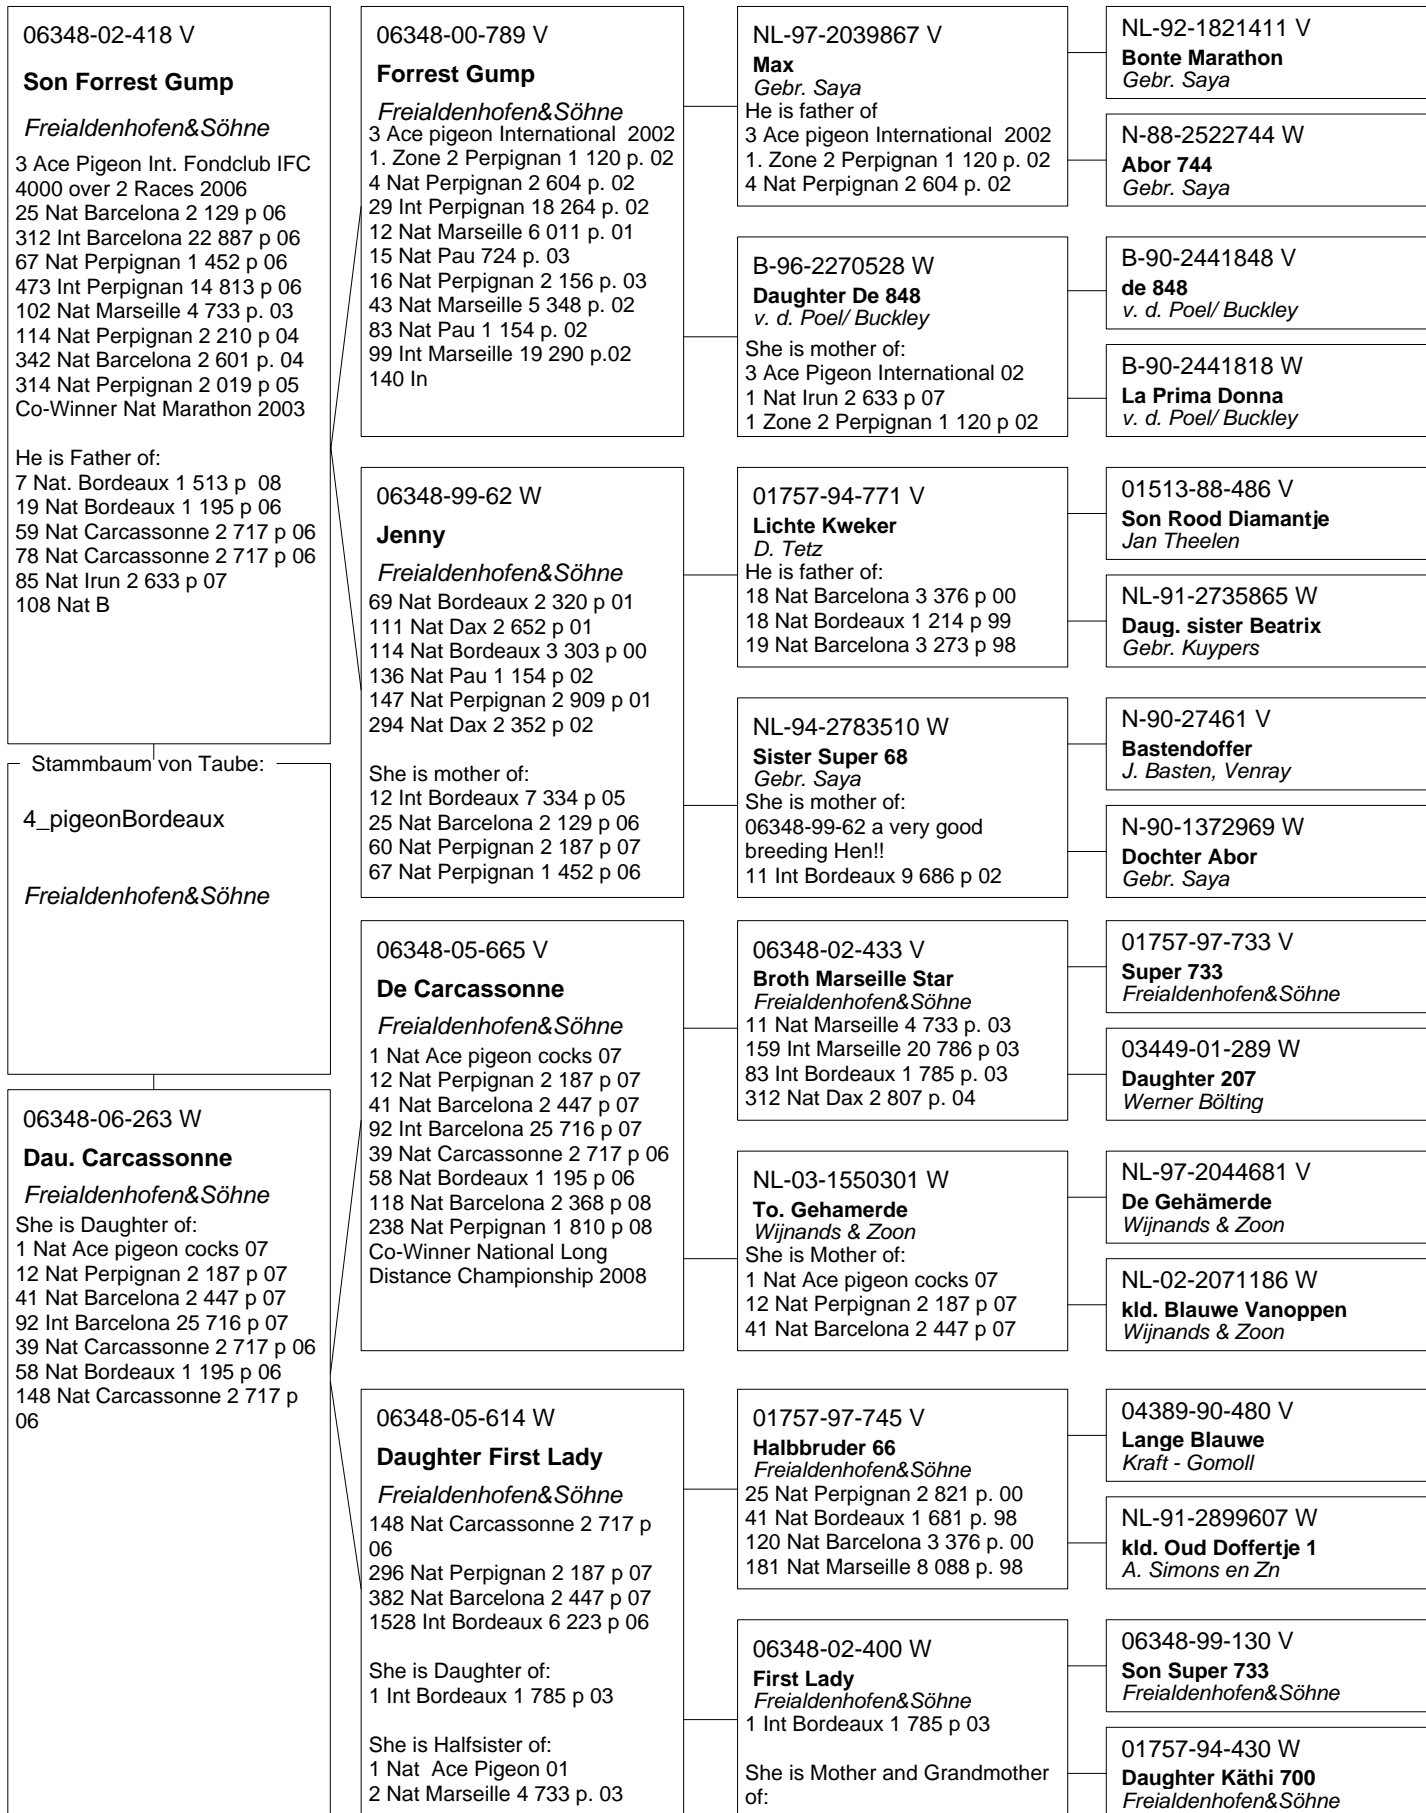 06348-02-418 V
Son Forrest Gump
Freialdenhofen&Söhne
3 Ace Pigeon Int. Fondclub IFC
4000 over 2 Races 2006
25 Nat Barcelona 2 129 p 06
312 Int Barcelona 22 887 p 06
67 Nat Perpignan 1 452 p 06
473 Int Perpignan 14 813 p 06
102 Nat Marseille 4 733 p. 03
114 Nat Perpignan 2 210 p 04
342 Nat Barcelona 2 601 p. 04
314 Nat Perpignan 2 019 p 05
Co-Winner Nat Marathon 2003
He is Father of:
7 Nat. Bordeaux 1 513 p  08
19 Nat Bordeaux 1 195 p 06
59 Nat Carcassonne 2 717 p 06
78 Nat Carcassonne 2 717 p 06
85 Nat Irun 2 633 p 07
108 Nat B
Stammbaum von Taube:
4_pigeonBordeaux
Freialdenhofen&Söhne
06348-06-263 W
Dau. Carcassonne
Freialdenhofen&Söhne
She is Daughter of:
1 Nat Ace pigeon cocks 07
12 Nat Perpignan 2 187 p 07
41 Nat Barcelona 2 447 p 07
92 Int Barcelona 25 716 p 07
39 Nat Carcassonne 2 717 p 06
58 Nat Bordeaux 1 195 p 06
148 Nat Carcassonne 2 717 p
06
06348-00-789 V
Forrest Gump
Freialdenhofen&Söhne
3 Ace pigeon International  2002
1. Zone 2 Perpignan 1 120 p. 02
4 Nat Perpignan 2 604 p. 02
29 Int Perpignan 18 264 p. 02
12 Nat Marseille 6 011 p. 01
15 Nat Pau 724 p. 03
16 Nat Perpignan 2 156 p. 03
43 Nat Marseille 5 348 p. 02
83 Nat Pau 1 154 p. 02
99 Int Marseille 19 290 p.02
140 In
06348-99-62 W
Jenny
Freialdenhofen&Söhne
69 Nat Bordeaux 2 320 p 01
111 Nat Dax 2 652 p 01
114 Nat Bordeaux 3 303 p 00
136 Nat Pau 1 154 p 02
147 Nat Perpignan 2 909 p 01
294 Nat Dax 2 352 p 02
She is mother of:
12 Int Bordeaux 7 334 p 05
25 Nat Barcelona 2 129 p 06
60 Nat Perpignan 2 187 p 07
67 Nat Perpignan 1 452 p 06
06348-05-665 V
De Carcassonne
Freialdenhofen&Söhne
1 Nat Ace pigeon cocks 07
12 Nat Perpignan 2 187 p 07
41 Nat Barcelona 2 447 p 07
92 Int Barcelona 25 716 p 07
39 Nat Carcassonne 2 717 p 06
58 Nat Bordeaux 1 195 p 06
118 Nat Barcelona 2 368 p 08
238 Nat Perpignan 1 810 p 08
Co-Winner National Long
Distance Championship 2008
06348-05-614 W
Daughter First Lady
Freialdenhofen&Söhne
148 Nat Carcassonne 2 717 p
06
296 Nat Perpignan 2 187 p 07
382 Nat Barcelona 2 447 p 07
1528 Int Bordeaux 6 223 p 06
She is Daughter of:
1 Int Bordeaux 1 785 p 03
She is Halfsister of:
1 Nat  Ace Pigeon 01
2 Nat Marseille 4 733 p. 03
NL-97-2039867 V
Max
Gebr. Saya
He is father of
3 Ace pigeon International  2002
1. Zone 2 Perpignan 1 120 p. 02
4 Nat Perpignan 2 604 p. 02
B-96-2270528 W
Daughter De 848
v. d. Poel/ Buckley
She is mother of:
3 Ace Pigeon International 02
1 Nat Irun 2 633 p 07
1 Zone 2 Perpignan 1 120 p 02
01757-94-771 V
Lichte Kweker
D. Tetz
He is father of:
18 Nat Barcelona 3 376 p 00
18 Nat Bordeaux 1 214 p 99
19 Nat Barcelona 3 273 p 98
NL-94-2783510 W
Sister Super 68
Gebr. Saya
She is mother of:
06348-99-62 a very good
breeding Hen!!
11 Int Bordeaux 9 686 p 02
06348-02-433 V
Broth Marseille Star
Freialdenhofen&Söhne
11 Nat Marseille 4 733 p. 03
159 Int Marseille 20 786 p 03
83 Int Bordeaux 1 785 p. 03
312 Nat Dax 2 807 p. 04
NL-03-1550301 W
To. Gehamerde
Wijnands & Zoon
She is Mother of:
1 Nat Ace pigeon cocks 07
12 Nat Perpignan 2 187 p 07
41 Nat Barcelona 2 447 p 07
01757-97-745 V
Halbbruder 66
Freialdenhofen&Söhne
25 Nat Perpignan 2 821 p. 00
41 Nat Bordeaux 1 681 p. 98
120 Nat Barcelona 3 376 p. 00
181 Nat Marseille 8 088 p. 98
06348-02-400 W
First Lady
Freialdenhofen&Söhne
1 Int Bordeaux 1 785 p 03
She is Mother and Grandmother
of:
NL-92-1821411 V
Bonte Marathon
Gebr. Saya
N-88-2522744 W
Abor 744
Gebr. Saya
B-90-2441848 V
de 848
v. d. Poel/ Buckley
B-90-2441818 W
La Prima Donna
v. d. Poel/ Buckley
01513-88-486 V
Son Rood Diamantje
Jan Theelen
NL-91-2735865 W
Daug. sister Beatrix
Gebr. Kuypers
N-90-27461 V
Bastendoffer
J. Basten, Venray
N-90-1372969 W
Dochter Abor
Gebr. Saya
01757-97-733 V
Super 733
Freialdenhofen&Söhne
03449-01-289 W
Daughter 207
Werner Bölting
NL-97-2044681 V
De Gehämerde
Wijnands & Zoon
NL-02-2071186 W
kld. Blauwe Vanoppen
Wijnands & Zoon
04389-90-480 V
Lange Blauwe
Kraft - Gomoll
NL-91-2899607 W
kld. Oud Doffertje 1
A. Simons en Zn
06348-99-130 V
Son Super 733
Freialdenhofen&Söhne
01757-94-430 W
Daughter Käthi 700
Freialdenhofen&Söhne